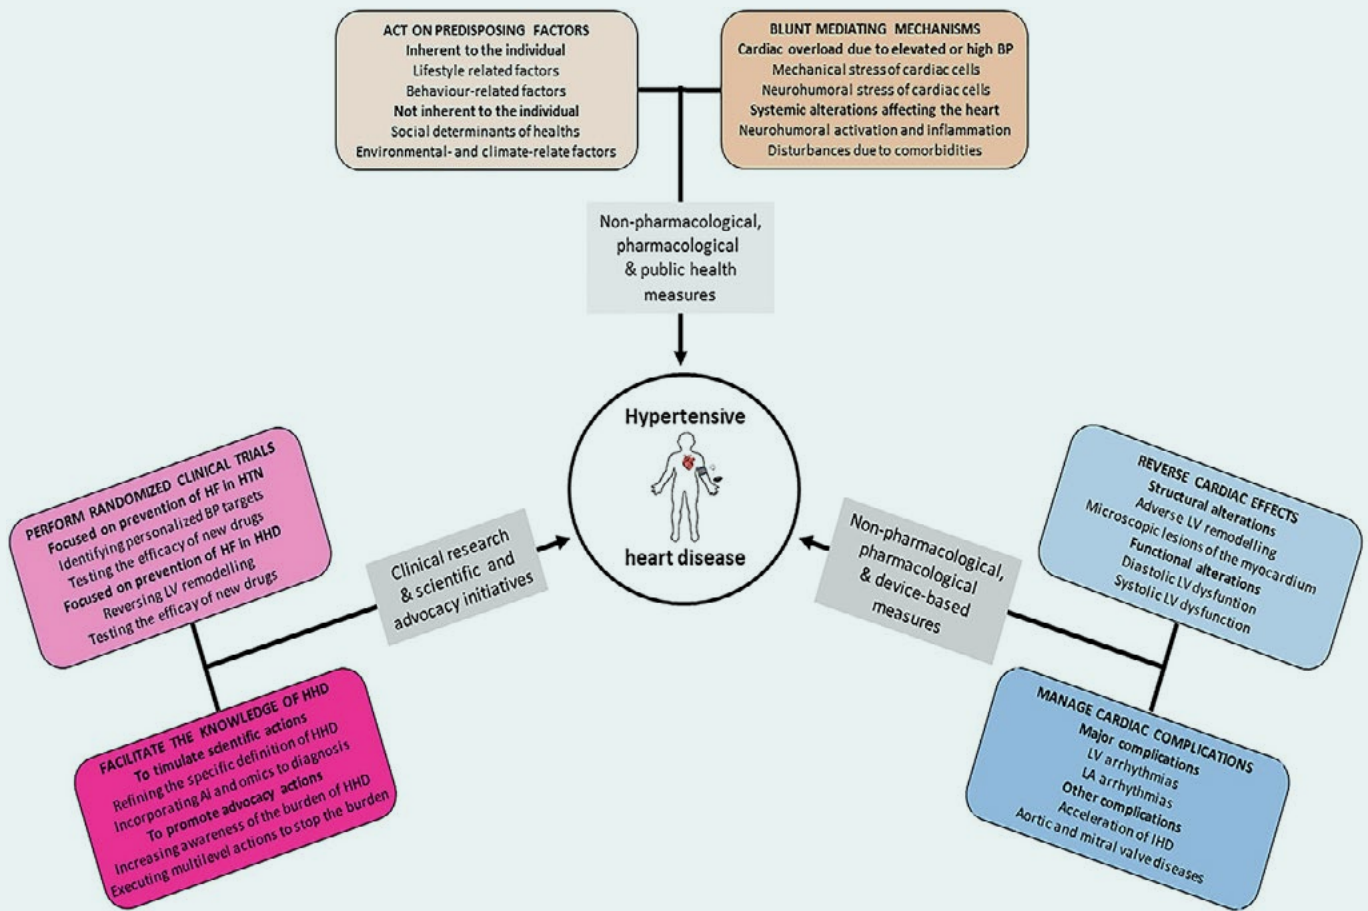 ACT ON PREDISPOSING FACTORS
Inherent to the individual
Lifestyle related factors
Behaviour-related factors
Not inherent to the individual
Social determinants of healths
Environmental- and climate-relate factors
BLUNT MEDIATING MECHANISMS
Cardiac overload due to elevated or high BP
Mechanical stress of cardiac cells
Neurohumoral stress of cardiac cells
Systemic alterations affecting the heart
Neurohumoral activation and inflammation
Disturbances due to comorbidities
Non-pharmacological,
pharmacological
& public health
measures
Hypertensive
heart disease
PERFORM RANDOMIZED CLINICAL TRIALS
Focused on prevention of HF in HTN
Identifying personalized BP targets
Testing the efficacy of new drugs
Focused on prevention of HF in HHD
Reversing LV remodelling
Testing the efficay of new drugs
Clinical research
& scientific and
advocacy initiatives
FACILITATE THE KNOWLEDGE OF HHD
To timulate scientific actions
Refining the specific definition of HHD
Incorporating AI and omics to diagnosis
To promote advocacy actions
Increasing awareness of the burden of HHD
Executing multilevel actions to stop the burden
Non-pharmacological,
pharmacological
& device-based
measures
REVERSE CARDIAC EFFECTS
Structural alterations
Adverse LV remodelling
Microscopic lesions of the myocardium
Functional alterations
Diastolic LV dysfuntion
Systolic LV dysfunction
MANAGE CARDIAC COMPLICATIONS
Major complications
LV arrhythmias
LA arrhythmias
Other complications
Acceleration of IHD
Aortic and mitral valve diseases